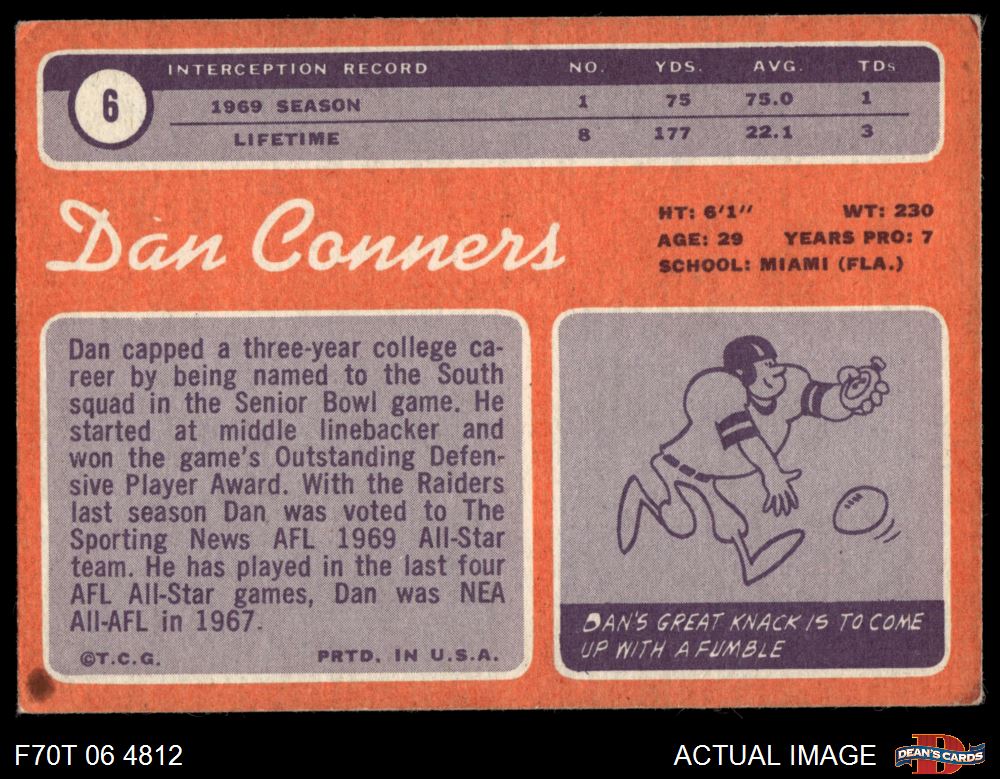 6
INTERCEPTION RECORD NO. YDS. AVG. TDs
1969 SEASON 1 75 75.0 1
LIFETIME 8 177 22.1 3
Dan Conners
HT: 6'1" WT: 230
AGE: 29 YEARS PRO: 7
SCHOOL: MIAMI (FLA.)
Dan capped a three-year college ca-
reer by being named to the South
squad in the Senior Bowl game. He
started at middle linebacker and
won the game's Outstanding Defen-
sive Player Award. With the Raiders
last season Dan was voted to The
Sporting News AFL 1969 All-Star
team. He has played in the last four
AFL All-Star games, Dan was NEA
All-AFL in 1967.
©T.C.G. PRTD. IN U.S.A.
DAN'S GREAT KNACK IS TO COME
UP WITH A FUMBLE
F70T 06 4812 ACTUAL IMAGE
D
DEAN'S CARDS